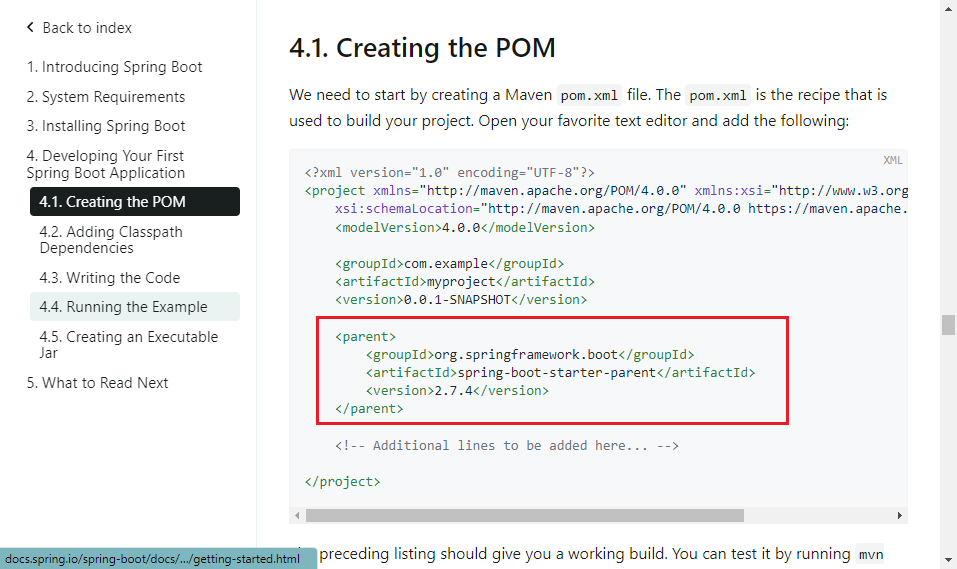 Back to index
1. Introducing Spring Boot
2. System Requirements
3. Installing Spring Boot
4. Developing Your First
Spring Boot Application
4.1. Creating the POM
4.2. Adding Classpath
Dependencies
4.3. Writing the Code
4.4. Running the Example
4.5. Creating an Executable
Jar
5. What to Read Next
docs.spring.io/spring-boot/docs/.../getting-started.html
4.1. Creating the POM
We need to start by creating a Maven pom.xml file. The pom.xml is the recipe that is
used to build your project. Open your favorite text editor and add the following:
XML
<?xml version="1.0" encoding="UTF-8"?>
<project xmlns="http://maven.apache.org/POM/4.0.0" xmlns:xsi="http://www.w3.org
xsi:schemaLocation="http://maven.apache.org/POM/4.0.0 https://maven.apache.
<modelVersion>4.0.0</modelVersion>
<groupId>com.example</groupId>
<artifactId>myproject</artifactId>
<version>0.0.1-SNAPSHOT</version>
<parent>
<groupId>org.springframework.boot</groupId>
<artifactId>spring-boot-starter-parent</artifactId>
<version>2.7.4</version>
</parent>
<!-- Additional lines to be added here... -->
</project>
preceding listing should give you a working build. You can test it by running mvn